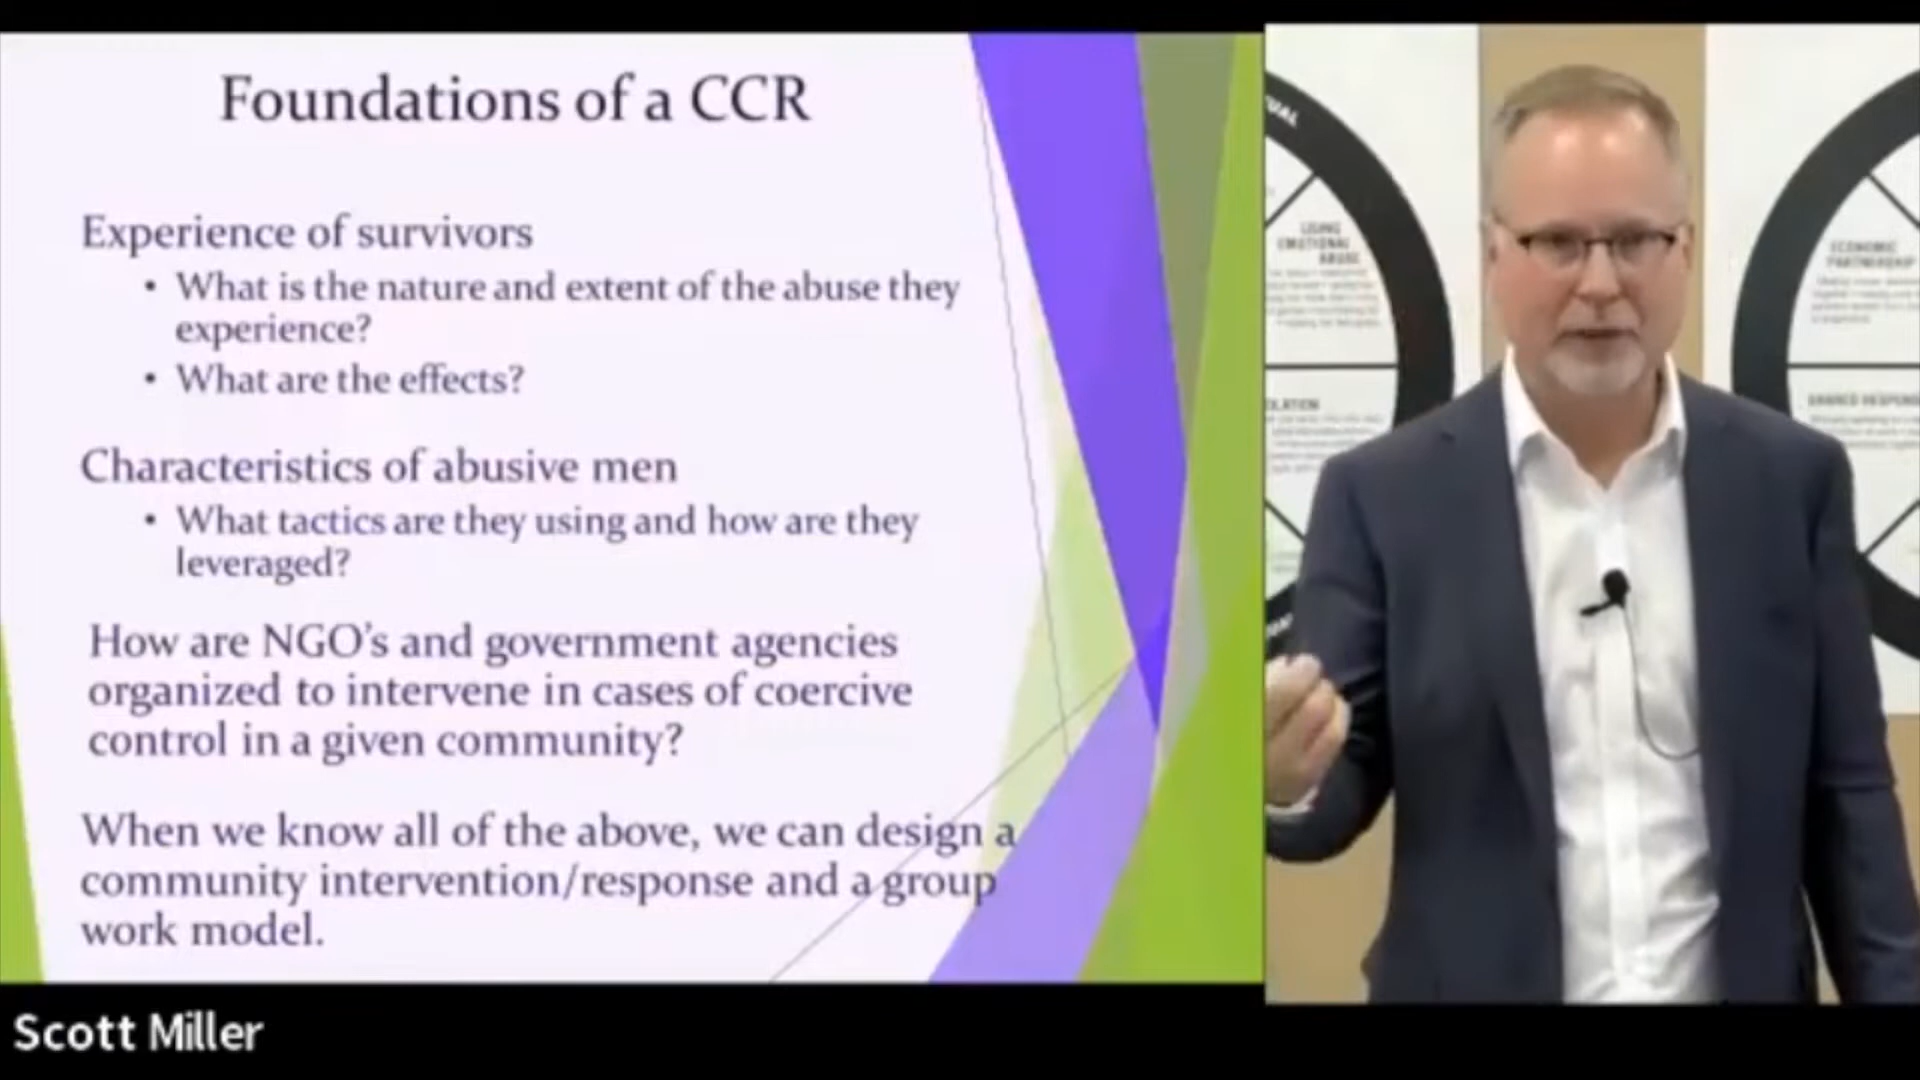 Foundations of a CCR
Experience of survivors
• What is the nature and extent of the abuse they
experience?
• What are the effects?
Characteristics of abusive men
• What tactics are they using and how are they
leveraged?
How are NGO's and government agencies
organized to intervene in cases of coercive
control in a given community?
When we know all of the above, we can design a
community intervention/response and a group
work model.
USING
EMOTIONAL
ABUSE
ECONOMIC
PARTNERSHIP
Scott Miller